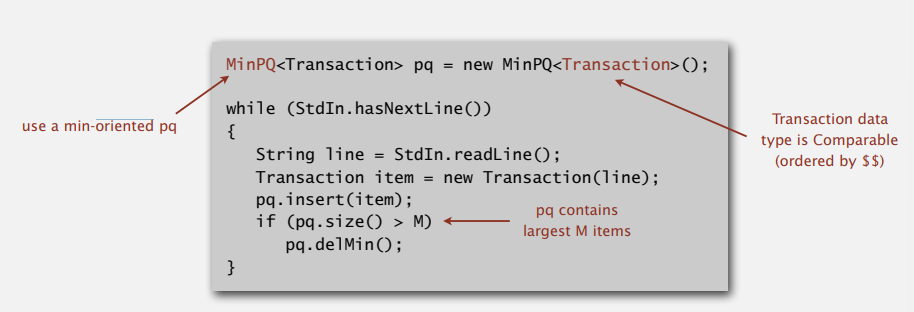 MinPQ<Transaction> pq = new MinPQ<Transaction>();
use a min-oriented pq
while (StdIn.hasNextLine())
{
String line = StdIn.readLine();
Transaction item = new Transaction(line);
pq.insert(item);
if (pq.size() > M)
pq.delMin();
}
Transaction data
type is Comparable
(ordered by $$)
pq contains
largest M items